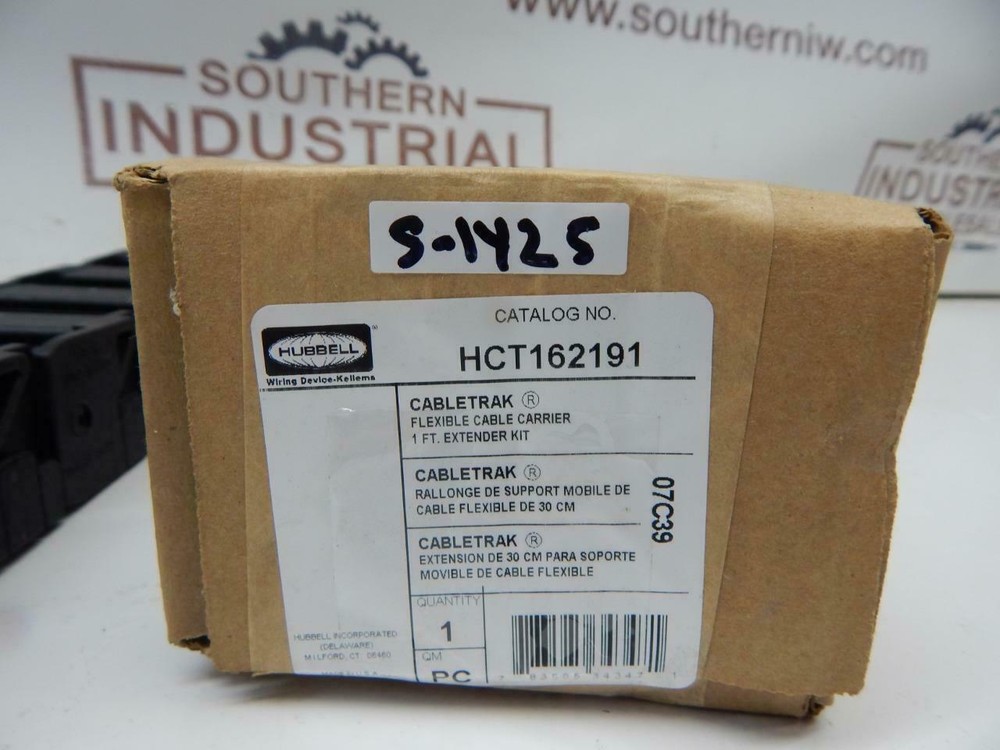 www.southerniw.com
SOUTHERN
INDUSTRIAL
SOUTHERN
S-1425
CATALOG NO.
HUBBELL
Wiring Device-Kellems
HCT162191
CABLETRAK ®
FLEXIBLE CABLE CARRIER
1 FT. EXTENDER KIT
CABLETRAK ®
RALLONGE DE SUPPORT MOBILE DE
CABLE FLEXIBLE DE 30 CM
07C39
CABLETRAK ®
EXTENSION DE 30 CM PARA SOPORTE
MOVIBLE DE CABLE FLEXIBLE
QUANTITY
1
QM
PC
HUBBELL INCORPORATED
(DELAWARE)
MILFORD, CT 06460